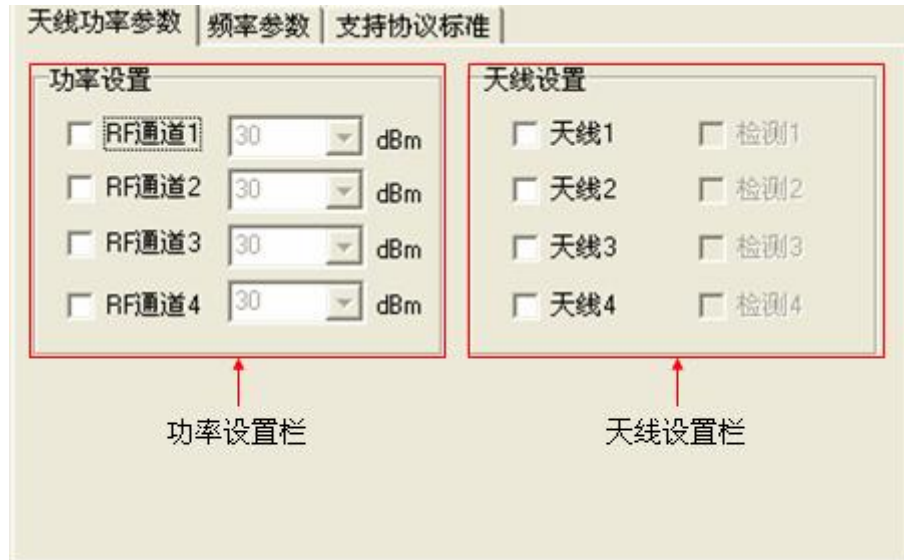 天线功率参数 频率参数 支持协议标准
功率设置 天线设置
RF通道1 30 dBm 天线1 检测1
RF通道2 30 dBm 天线2 检测2
RF通道3 30 dBm 天线3 检测3
RF通道4 30 dBm 天线4 检测4
功率设置栏 天线设置栏